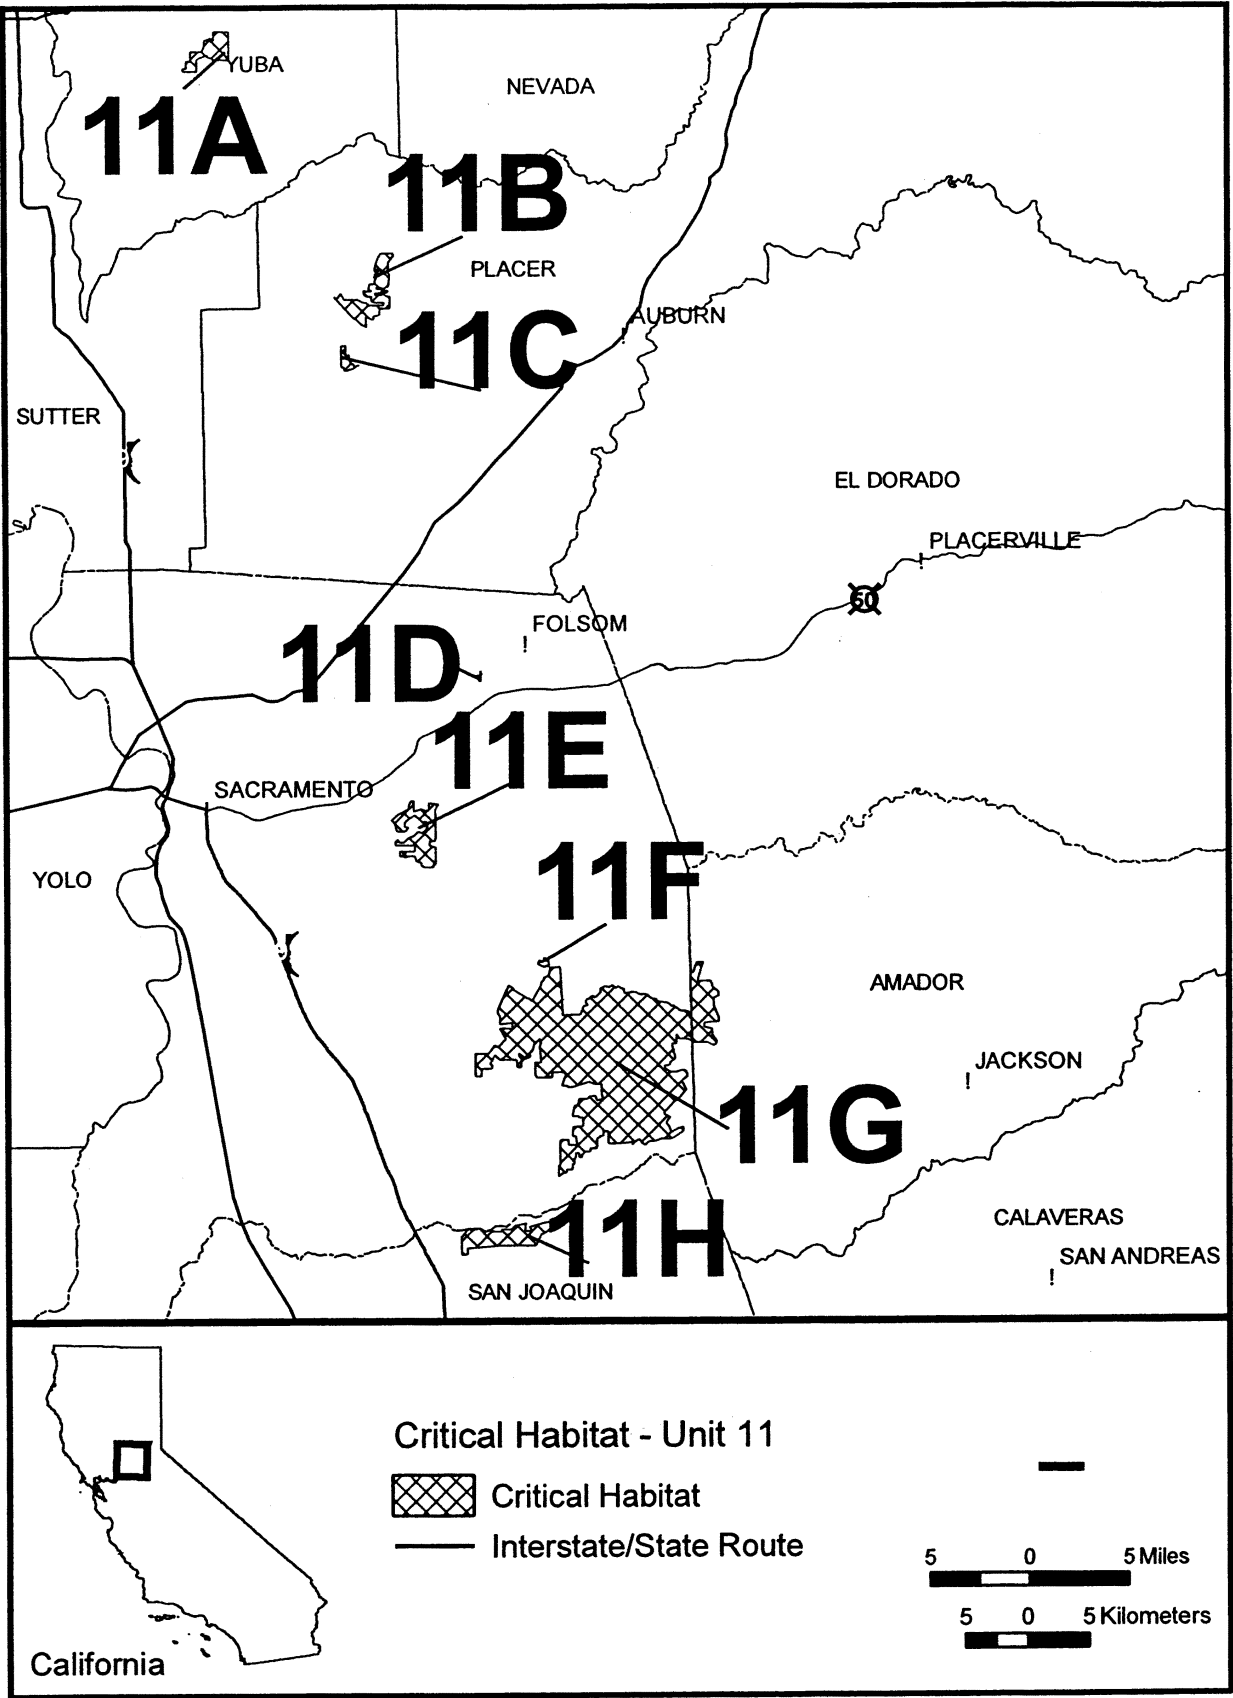 YUBA
NEVADA
11A
11B
PLACER
11C
AUBURN
SUTTER
EL DORADO
PLACERVILLE
50
FOLSOM
11D
11E
SACRAMENTO
11F
YOLO
AMADOR
JACKSON
11G
CALAVERAS
11H
SAN ANDREAS
SAN JOAQUIN
Critical Habitat - Unit 11
Critical Habitat
Interstate/State Route
5 0 5 Miles
5 0 5 Kilometers
California